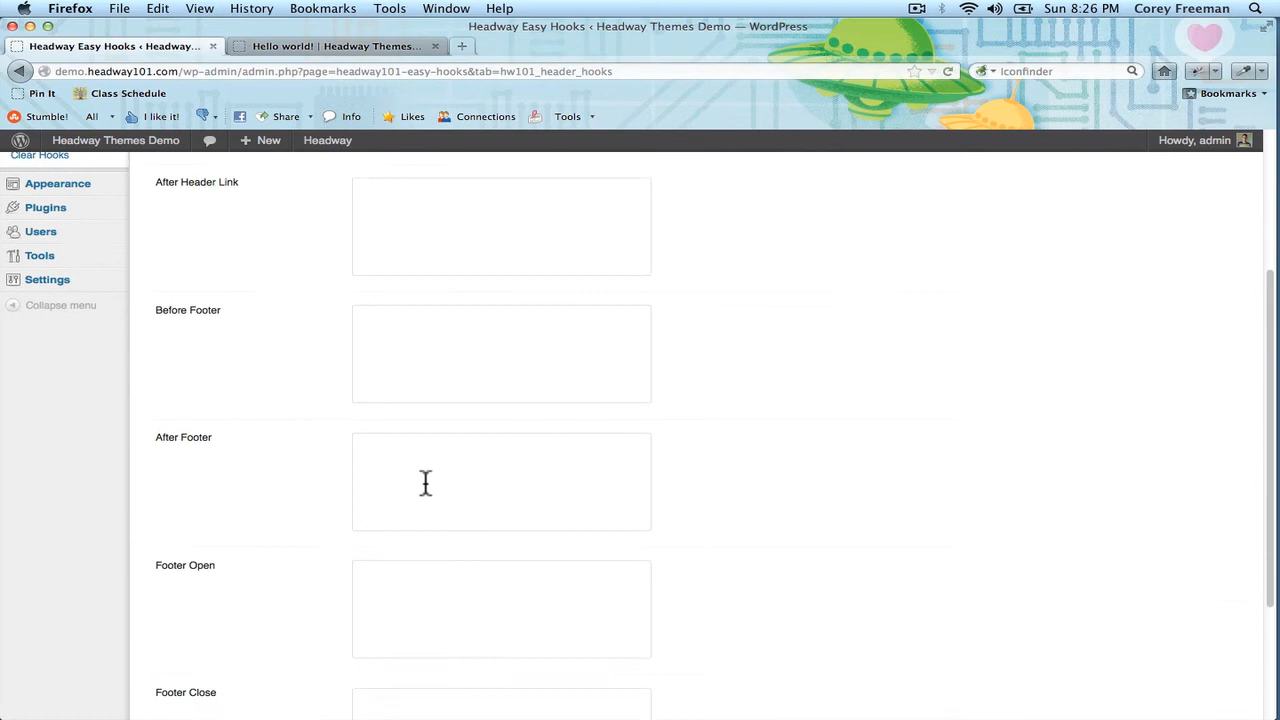 Firefox File Edit View History Bookmarks Tools Window Help Sun 8:26 PM Corey Freeman
Headway Easy Hooks ‹ Headway Themes Demo — WordPress
Headway Easy Hooks ‹ Headway... Hello world! | Headway Themes...
demo.headway101.com/wp-admin/admin.php?page=headway101-easy-hooks&tab=hw101_header_hooks Iconfinder
Pin It Class Schedule Bookmarks
Stumble! All I like it! Share Info Likes Connections Tools
Headway Themes Demo + New Headway Howdy, admin
Clear Hooks
Appearance
Plugins
Users
Tools
Settings
Collapse menu
After Header Link
Before Footer
After Footer
Footer Open
Footer Close